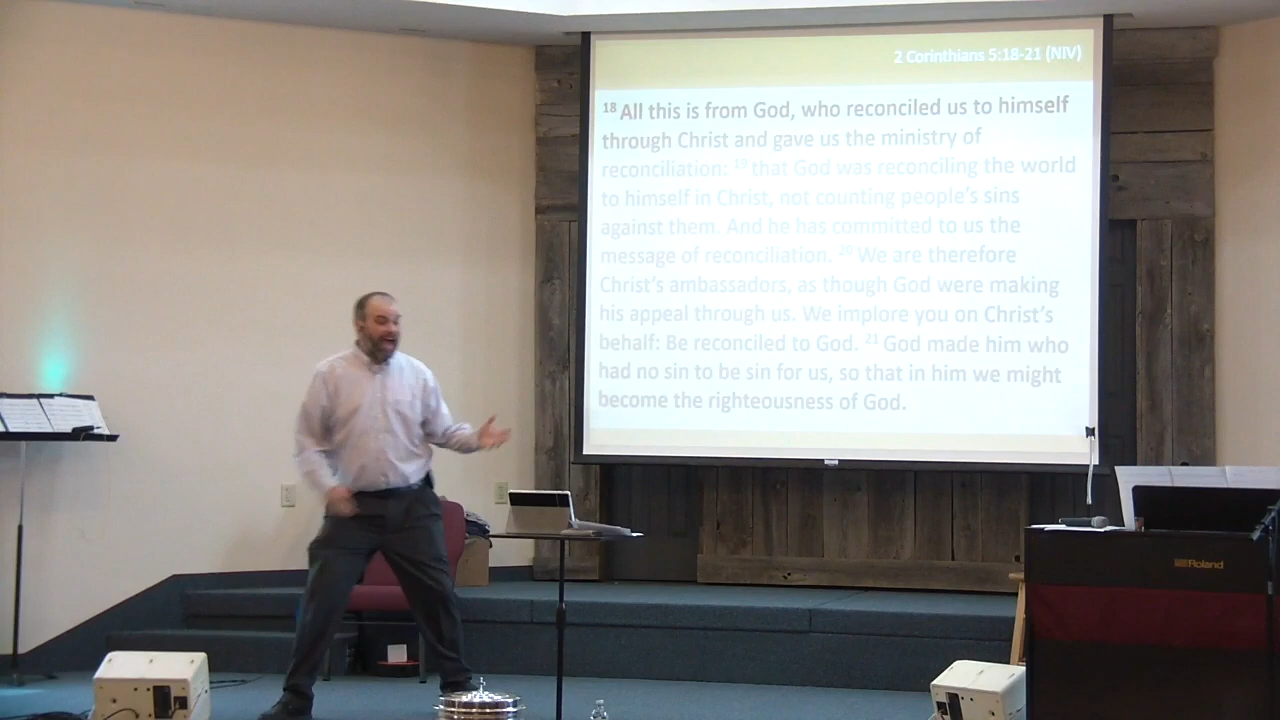 2 Corinthians 5:18-21 (NIV)
18 All this is from God, who reconciled us to himself
through Christ and gave us the ministry of
reconciliation: 19 that God was reconciling the world
to himself in Christ, not counting people's sins
against them. And he has committed to us the
message of reconciliation. 20 We are therefore
Christ's ambassadors, as though God were making
his appeal through us. We implore you on Christ's
behalf: Be reconciled to God. 21 God made him who
had no sin to be sin for us, so that in him we might
become the righteousness of God.
Roland